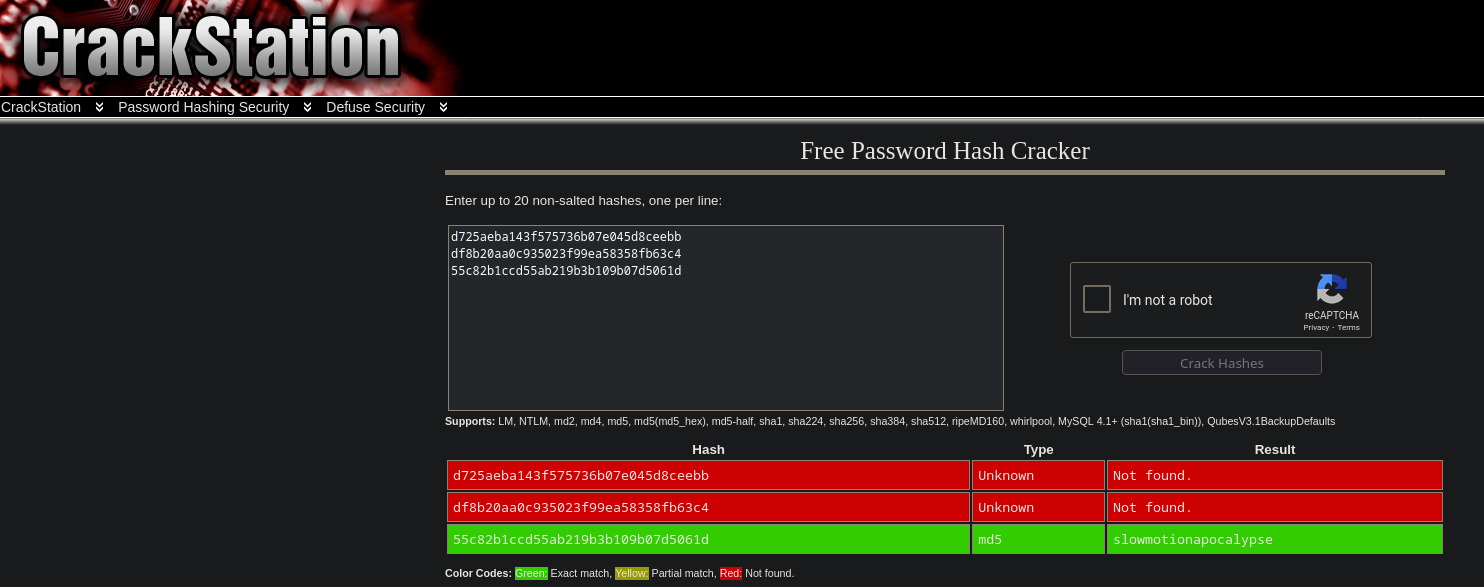 CrackStation
CrackStation Password Hashing Security Defuse Security
Free Password Hash Cracker
Enter up to 20 non-salted hashes, one per line:
d725aeba143f575736b07e045d8ceebb
df8b20aa0c935023f99ea58358fb63c4
55c82b1ccd55ab219b3b109b07d5061d
I'm not a robot
reCAPTCHA
Privacy - Terms
Crack Hashes
Supports: LM, NTLM, md2, md4, md5, md5(md5_hex), md5-half, sha1, sha224, sha256, sha384, sha512, ripeMD160, whirlpool, MySQL 4.1+ (sha1(sha1_bin)), QubesV3.1BackupDefaults
Hash Type Result
d725aeba143f575736b07e045d8ceebb Unknown Not found.
df8b20aa0c935023f99ea58358fb63c4 Unknown Not found.
55c82b1ccd55ab219b3b109b07d5061d md5 slowmotionapocalypse
Color Codes: Green: Exact match, Yellow: Partial match, Red: Not found.